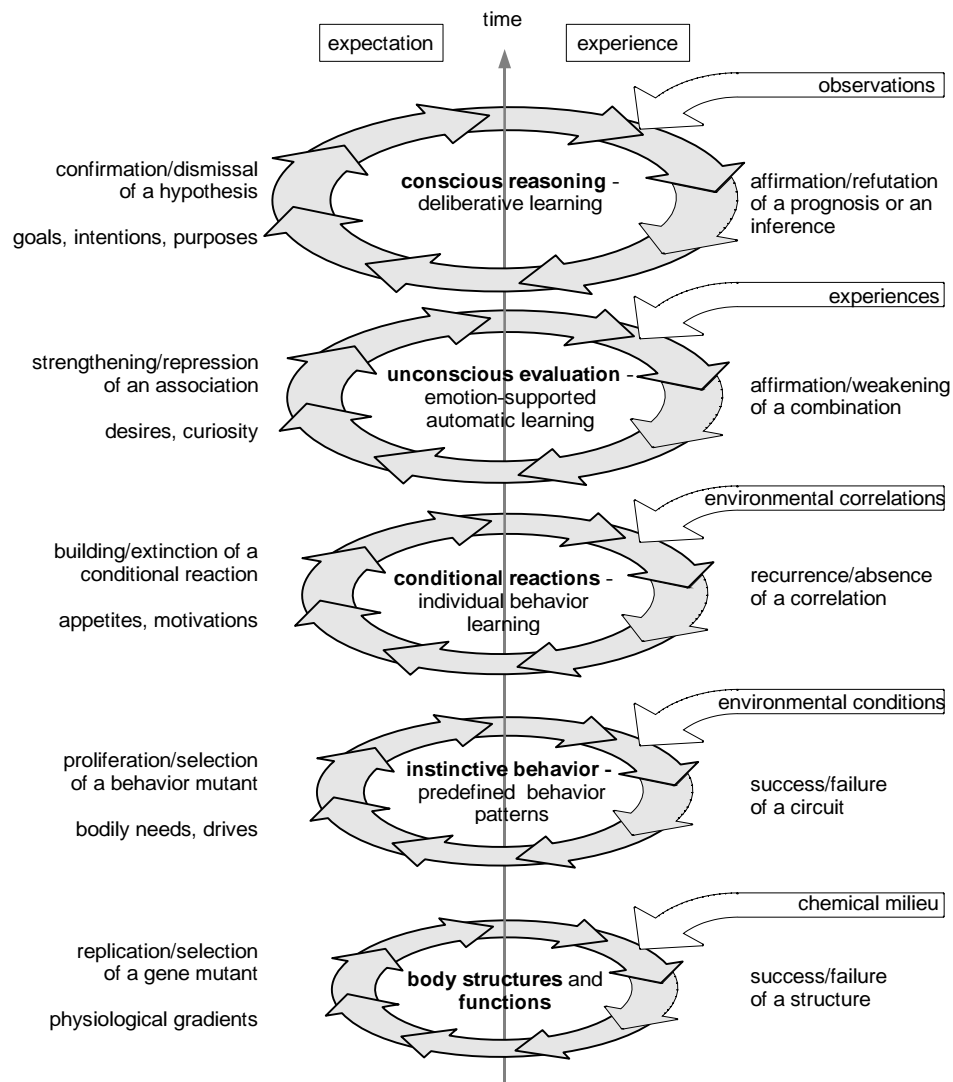 time
expectation
experience
observations
confirmation/dismissal
of a hypothesis
goals, intentions, purposes
conscious reasoning -
deliberative learning
affirmation/refutation
of a prognosis or an
inference
experiences
strengthening/repression
of an association
desires, curiosity
unconscious evaluation -
emotion-supported
automatic learning
affirmation/weakening
of a combination
environmental correlations
building/extinction of a
conditional reaction
appetites, motivations
conditional reactions -
individual behavior
learning
recurrence/absence
of a correlation
environmental conditions
proliferation/selection
of a behavior mutant
bodily needs, drives
instinctive behavior -
predefined behavior
patterns
success/failure
of a circuit
chemical milieu
replication/selection
of a gene mutant
physiological gradients
body structures and
functions
success/failure
of a structure